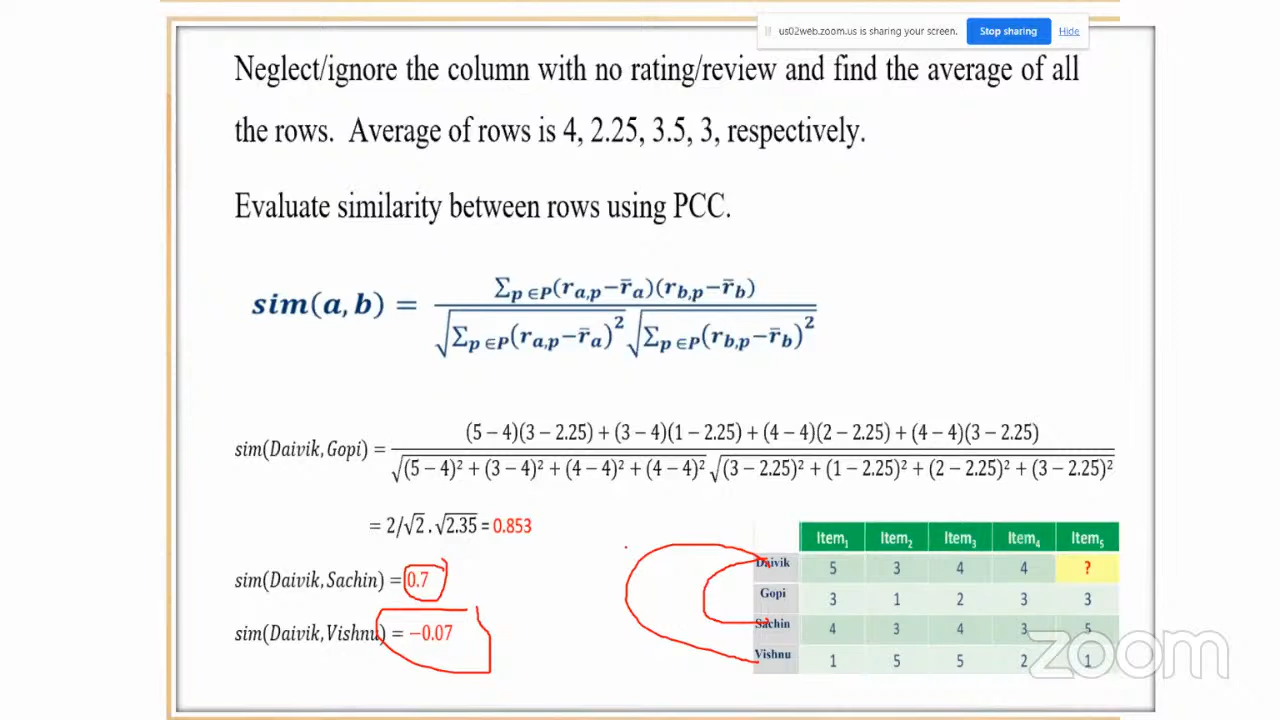 us02web.zoom.us is sharing your screen. Stop sharing Hide
Neglect/ignore the column with no rating/review and find the average of all
the rows. Average of rows is 4, 2.25, 3.5, 3, respectively.
Evaluate similarity between rows using PCC.
sim(a, b) = ∑p∈P(ra,p−r̄a)(rb,p−r̄b) / √∑p∈P(ra,p−r̄a)² √∑p∈P(rb,p−r̄b)²
sim(Daivik, Gopi) = (5 − 4)(3 − 2.25) + (3 − 4)(1 − 2.25) + (4 − 4)(2 − 2.25) + (4 − 4)(3 − 2.25) / √(5 − 4)² + (3 − 4)² + (4 − 4)² + (4 − 4)² √(3 − 2.25)² + (1 − 2.25)² + (2 − 2.25)² + (3 − 2.25)²
= 2/√2 . √2.35 = 0.853
sim(Daivik, Sachin) = 0.7
sim(Daivik, Vishnu) = −0.07
Item1 Item2 Item3 Item4 Item5
Daivik 5 3 4 4 ?
Gopi 3 1 2 3 3
Sachin 4 3 4 3 5
Vishnu 1 5 5 2 1
zoom